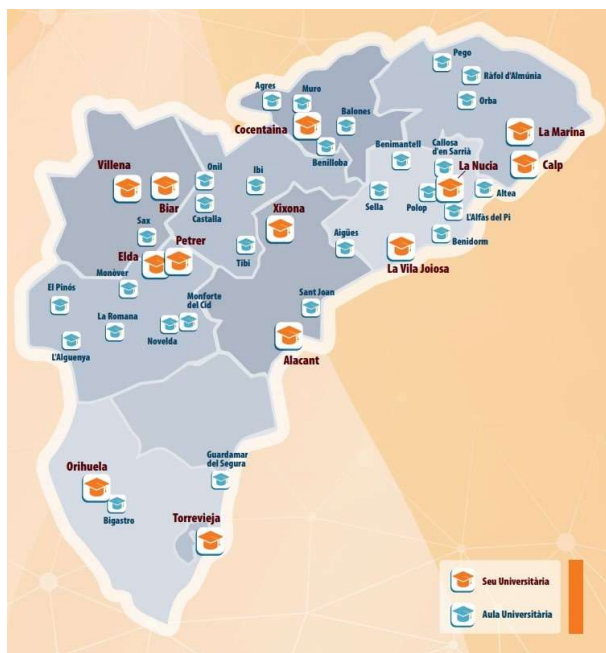 Pego
Ràfol d'Almúnia
Orba
Agres
Muro
Balones
La Marina
Cocentaina
Benimantell
Callosa
d'en Sarrià
Benilloba
La Nucia
Calp
Villena
Onil
Ibi
Biar
Xixona
Sella
Polop
Altea
Castalla
L'Alfàs del Pi
Sax
Aigües
Benidorm
Petrer
Elda
Tibi
La Vila Joiosa
Monòver
El Pinós
Monforte
del Cid
Sant Joan
La Romana
Novelda
L'Alguenya
Alacant
Guardamar
del Segura
Orihuela
Bigastro
Torrevieja
Seu Universitària
Aula Universitària